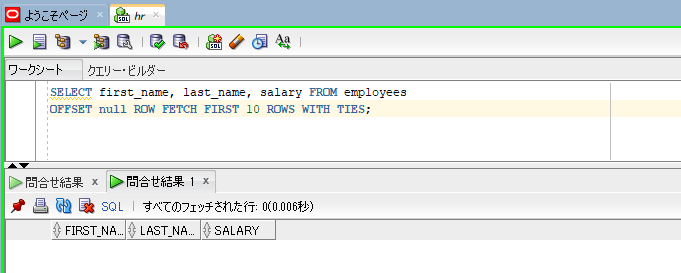 ようこそページ hr
ワークシート クエリー・ビルダー
SELECT first_name, last_name, salary FROM employees
OFFSET null ROW FETCH FIRST 10 ROWS WITH TIES;
問合せ結果 x 問合せ結果 1 x
SQL すべてのフェッチされた行: 0(0.006秒)
FIRST_NA... LAST_NA... SALARY